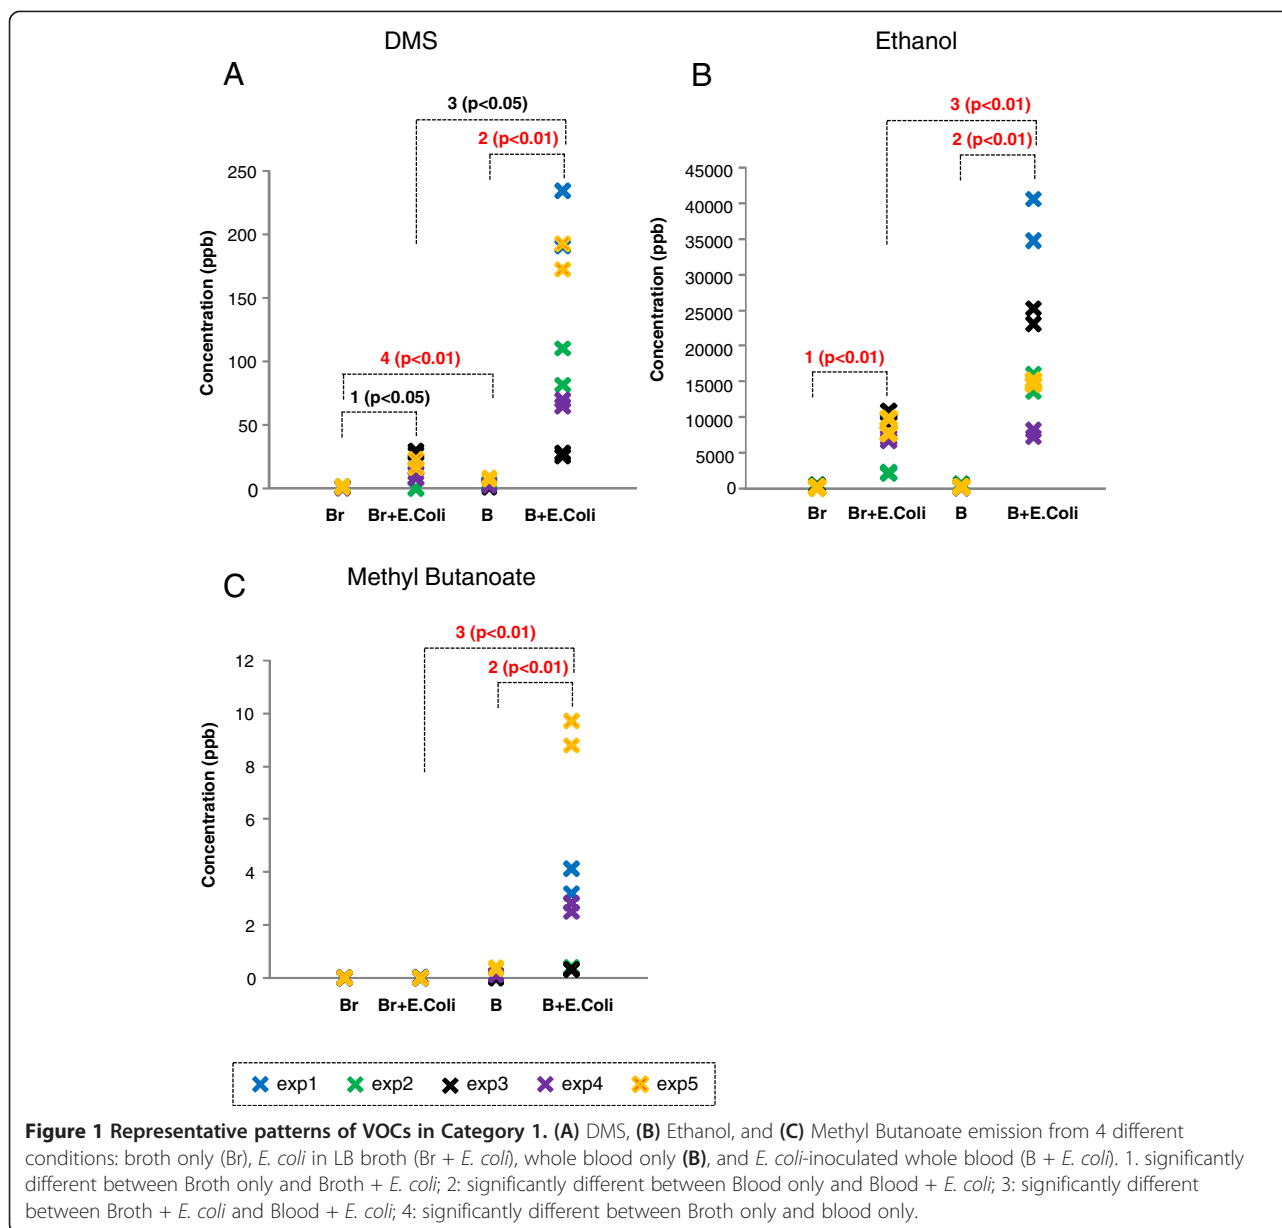 DMS
A
3 (p<0.05)
2 (p<0.01)
4 (p<0.01)
1 (p<0.05)
Concentration (ppb)
250
200
150
100
50
0
Br Br+E.Coli B B+E.Coli
Ethanol
B
3 (p<0.01)
2 (p<0.01)
1 (p<0.01)
Concentration (ppb)
45000
40000
35000
30000
25000
20000
15000
10000
5000
0
Br Br+E.Coli B B+E.Coli
Methyl Butanoate
C
3 (p<0.01)
2 (p<0.01)
Concentration (ppb)
12
10
8
6
4
2
0
Br Br+E.Coli B B+E.Coli
exp1 exp2 exp3 exp4 exp5
Figure 1 Representative patterns of VOCs in Category 1. (A) DMS, (B) Ethanol, and (C) Methyl Butanoate emission from 4 different
conditions: broth only (Br), E. coli in LB broth (Br + E. coli), whole blood only (B), and E. coli-inoculated whole blood (B + E. coli). 1. significantly
different between Broth only and Broth + E. coli; 2: significantly different between Blood only and Blood + E. coli; 3: significantly different
between Broth + E. coli and Blood + E. coli; 4: significantly different between Broth only and blood only.